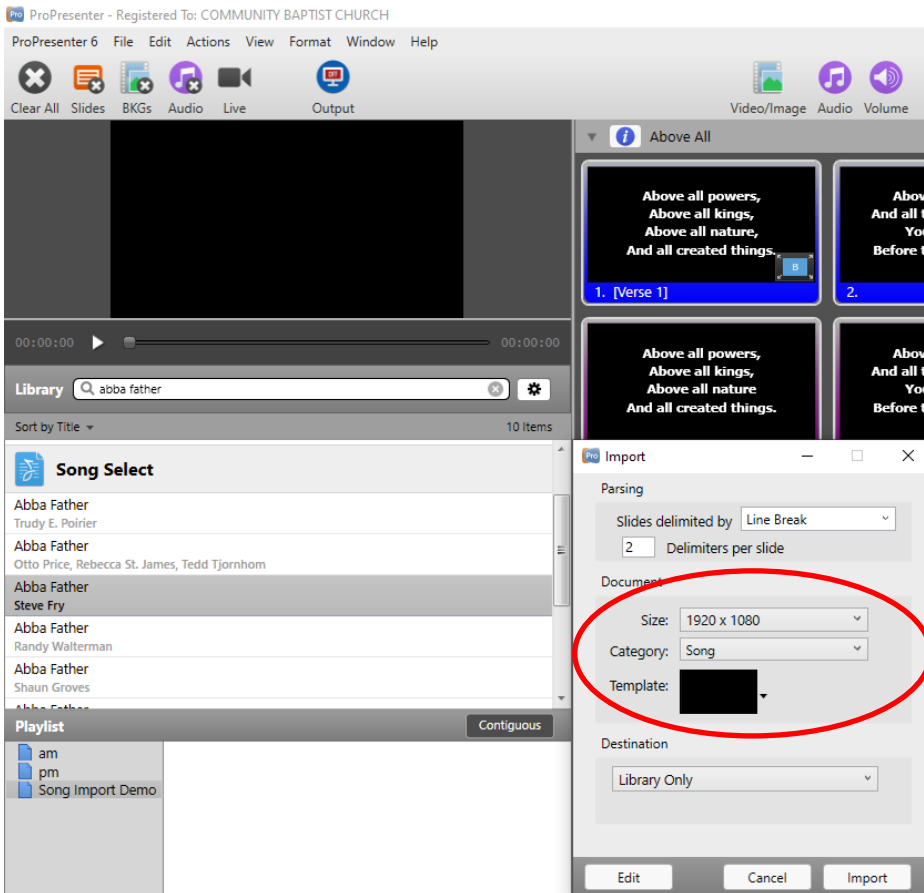 ProPresenter - Registered To: COMMUNITY BAPTIST CHURCH
ProPresenter 6 File Edit Actions View Format Window Help
Clear All Slides BKGs Audio Live Output Video/Image Audio Volume
Above All
Above all powers,
Above all kings,
Above all nature,
And all created things.
B
1. [Verse 1]
2.
Before
00:00:00 00:00:00
Above all powers,
Above all kings,
Above all nature
And all created things.
And all
Before
Library abba father
Sort by Title 10 Items
Song Select
Abba Father
Trudy E. Poirier
Abba Father
Otto Price, Rebecca St. James, Tedd Tjornhom
Abba Father
Steve Fry
Abba Father
Randy Walterman
Abba Father
Shaun Groves
Playlist Contiguous
am
pm
Song Import Demo
Import
Parsing
Slides delimited by Line Break
2 Delimiters per slide
Document
Size: 1920 x 1080
Category: Song
Template:
Destination
Library Only
Edit Cancel Import